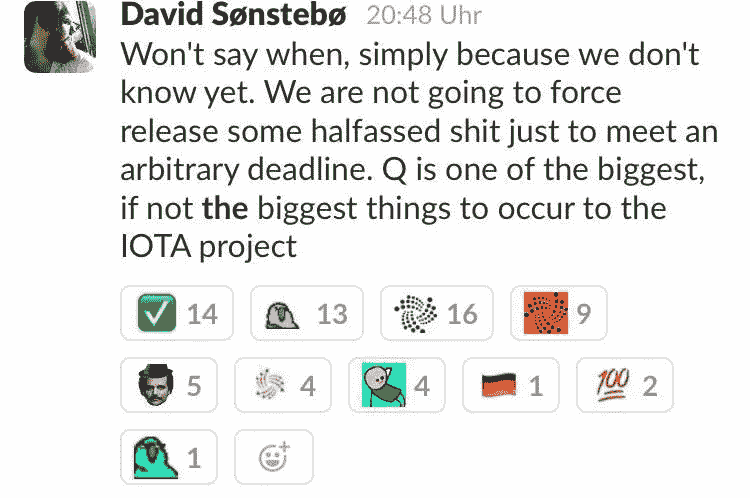 David Sønstebø 20:48 Uhr
Won't say when, simply because we don't
know yet. We are not going to force
release some halfassed shit just to meet an
arbitrary deadline. Q is one of the biggest,
if not the biggest things to occur to the
IOTA project
14 13 16 9
5 4 4 1 100 2
1